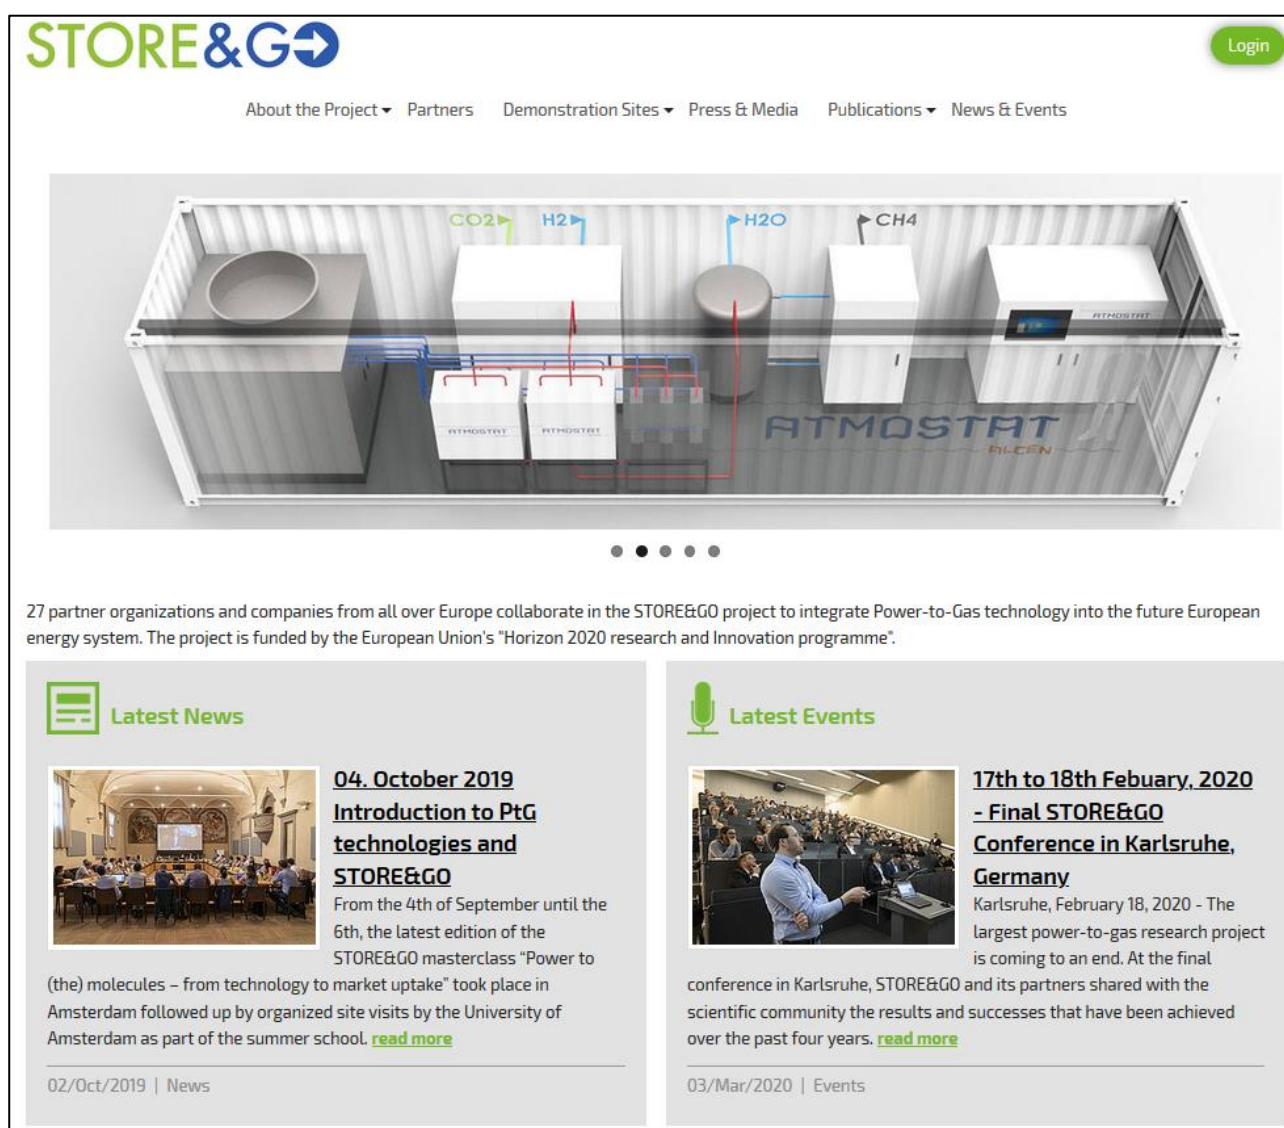 STORE&GO
Login
About the Project Partners Demonstration Sites Press & Media Publications News & Events
CO2 H2 H2O CH4
ATMOSTAT
ATMOSTAT ATMOSTAT
ATMOSTAT
ALCEN
27 partner organizations and companies from all over Europe collaborate in the STORE&GO project to integrate Power-to-Gas technology into the future European
energy system. The project is funded by the European Union's "Horizon 2020 research and Innovation programme".
Latest News
04. October 2019
Introduction to PtG
technologies and
STORE&GO
From the 4th of September until the
6th, the latest edition of the
STORE&GO masterclass “Power to
(the) molecules – from technology to market uptake” took place in
Amsterdam followed up by organized site visits by the University of
Amsterdam as part of the summer school. read more
02/Oct/2019 | News
Latest Events
17th to 18th Febuary, 2020
- Final STORE&GO
Conference in Karlsruhe,
Germany
Karlsruhe, February 18, 2020 - The
largest power-to-gas research project
is coming to an end. At the final
conference in Karlsruhe, STORE&GO and its partners shared with the
scientific community the results and successes that have been achieved
over the past four years. read more
03/Mar/2020 | Events